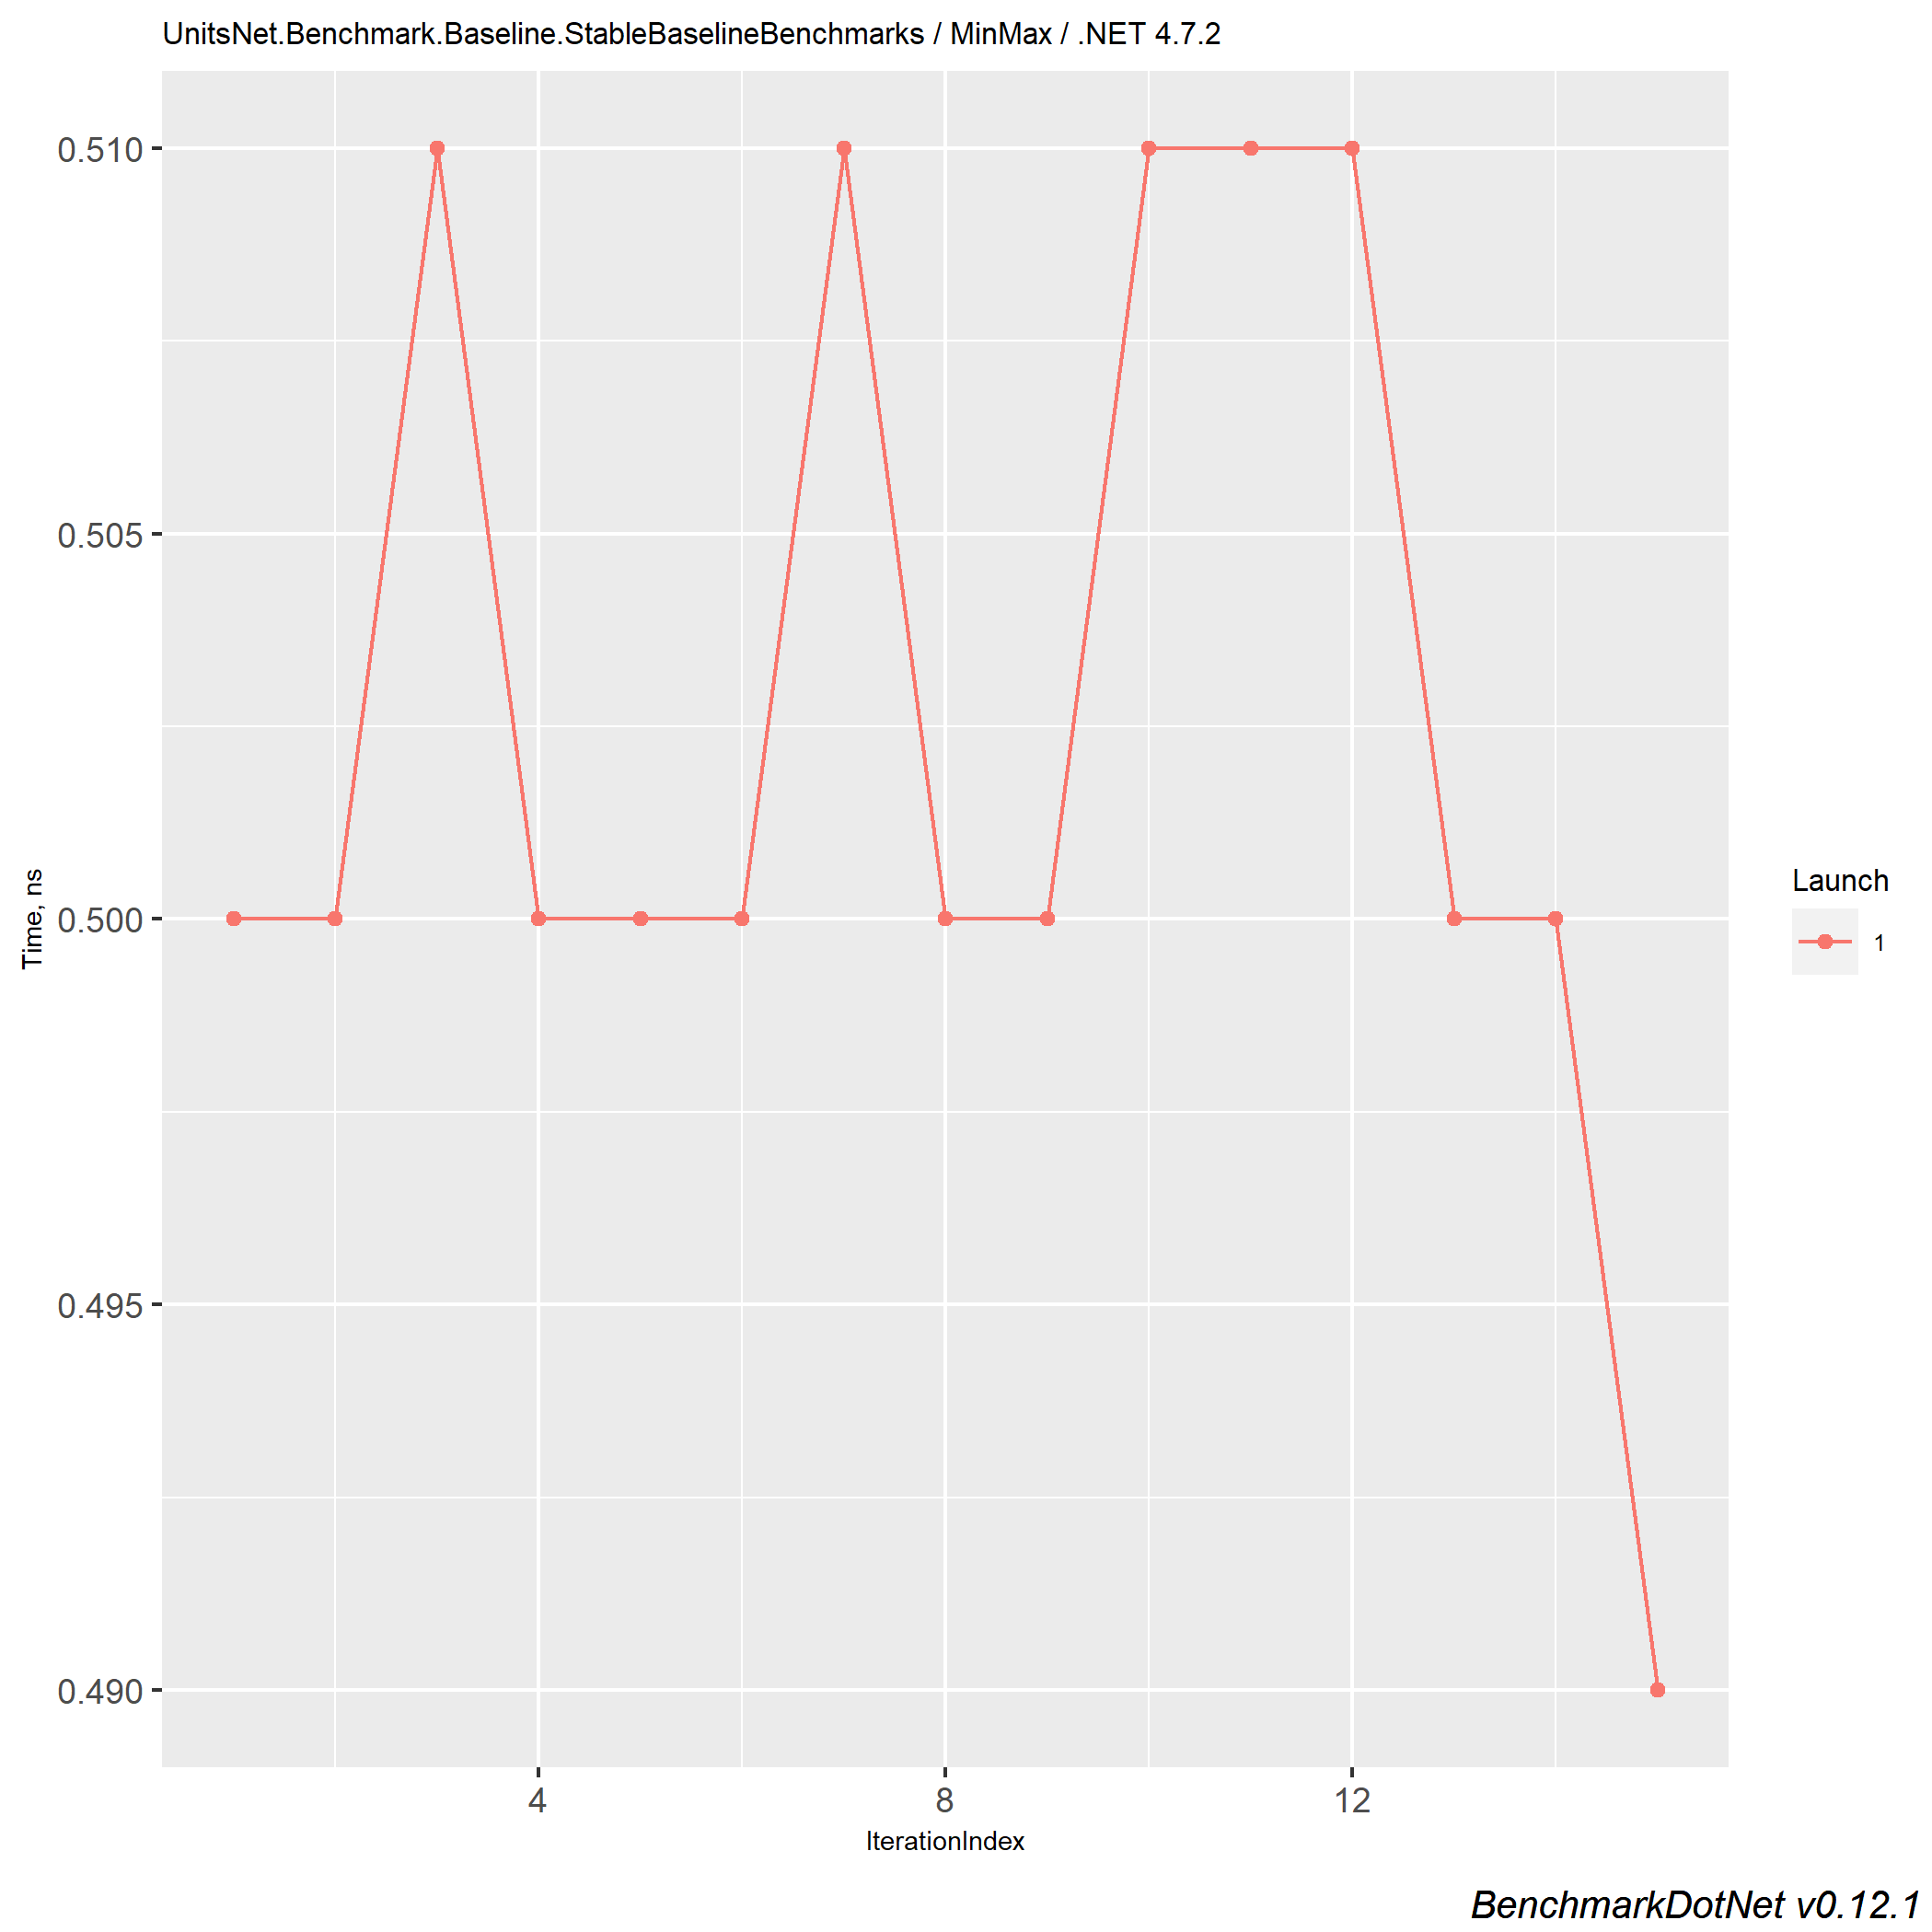 UnitsNet.Benchmark.Baseline.StableBaselineBenchmarks / MinMax / .NET 4.7.2
0.510
0.505
0.500
0.495
0.490
Time, ns
4 8 12
IterationIndex
Launch
1
BenchmarkDotNet v0.12.1